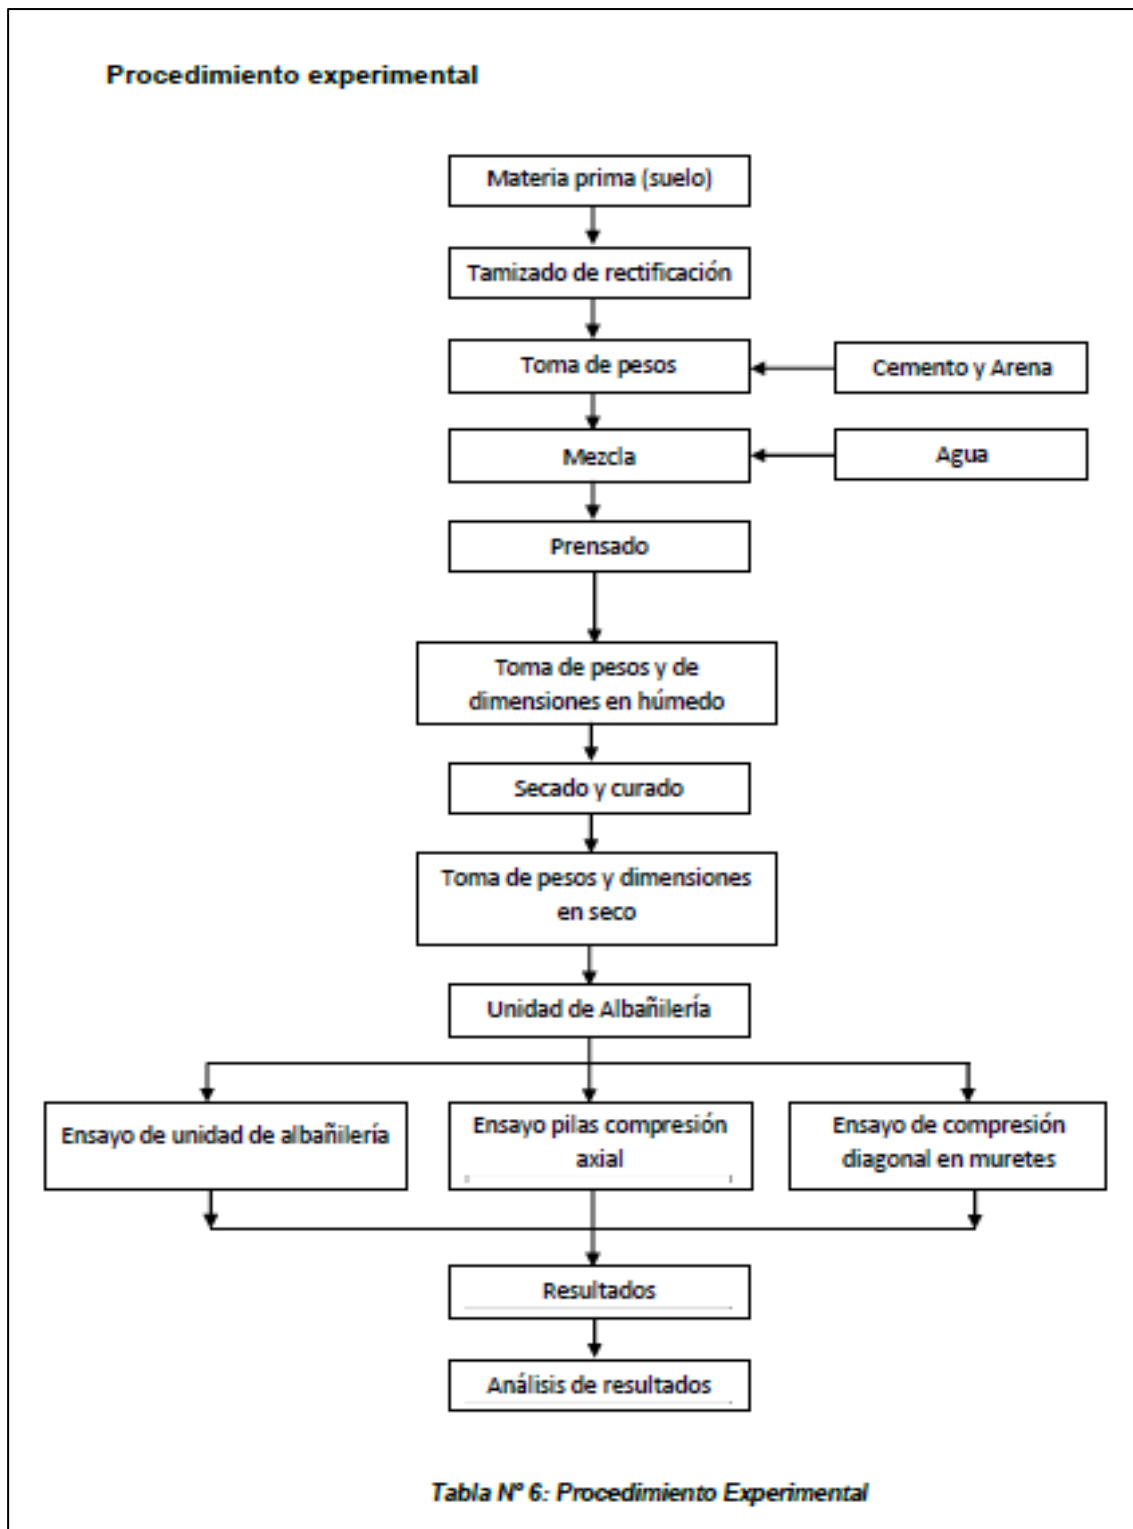 Procedimiento experimental
Materia prima (suelo)
Tamizado de rectificación
Toma de pesos
Cemento y Arena
Mezcla
Agua
Prensado
Toma de pesos y de
dimensiones en húmedo
Secado y curado
Toma de pesos y dimensiones
en seco
Unidad de Albañilería
Ensayo de unidad de albañilería
Ensayo pilas compresión
axial
Ensayo de compresión
diagonal en muretes
Resultados
Análisis de resultados
Tabla Nº 6: Procedimiento Experimental